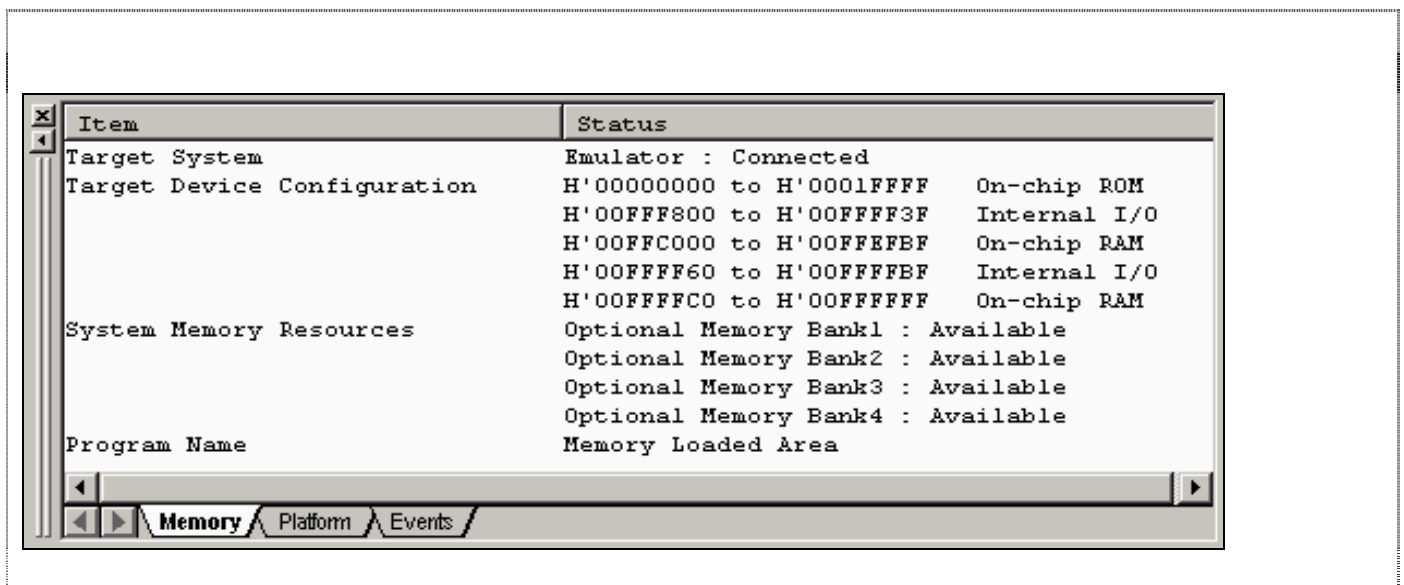 Item Status
Target System Emulator : Connected
Target Device Configuration H'00000000 to H'0001FFFF On-chip ROM
H'00FFF800 to H'00FFFF3F Internal I/O
H'00FFC000 to H'00FFEFBF On-chip RAM
H'00FFFF60 to H'00FFFFBF Internal I/O
H'00FFFFC0 to H'00FFFFFF On-chip RAM
System Memory Resources Optional Memory Bank1 : Available
Optional Memory Bank2 : Available
Optional Memory Bank3 : Available
Optional Memory Bank4 : Available
Program Name Memory Loaded Area
Memory Platform Events